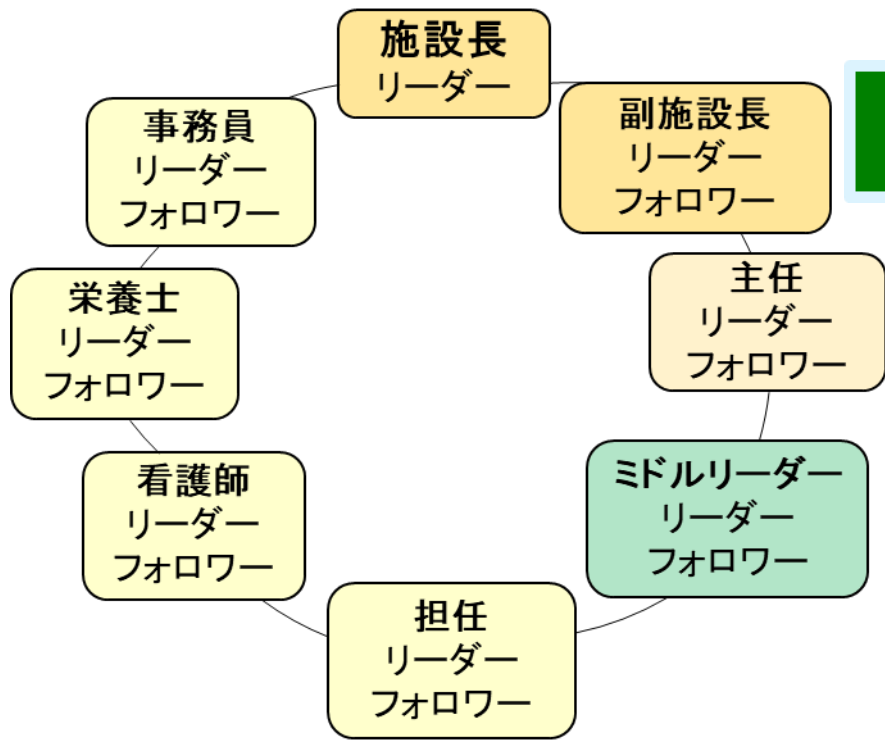 施設長
リーダー
副施設長
リーダー
フォロワー
主任
リーダー
フォロワー
ミドルリーダー
リーダー
フォロワー
担任
リーダー
フォロワー
看護師
リーダー
フォロワー
栄養士
リーダー
フォロワー
事務員
リーダー
フォロワー